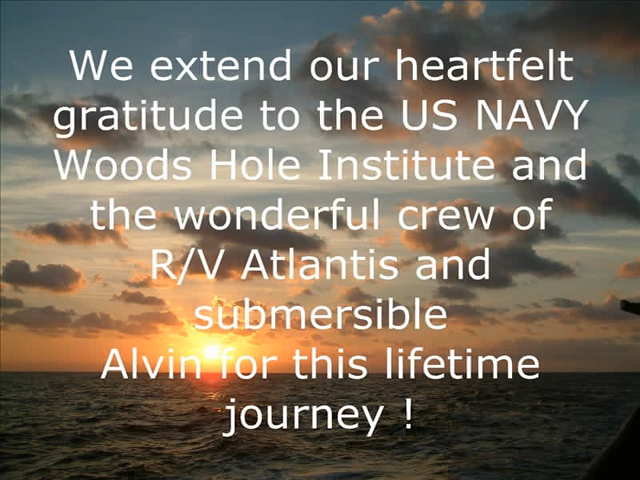 We extend our heartfelt
gratitude to the US NAVY
Woods Hole Institute and
the wonderful crew of
R/V Atlantis and
submersible
Alvin for this lifetime
journey !